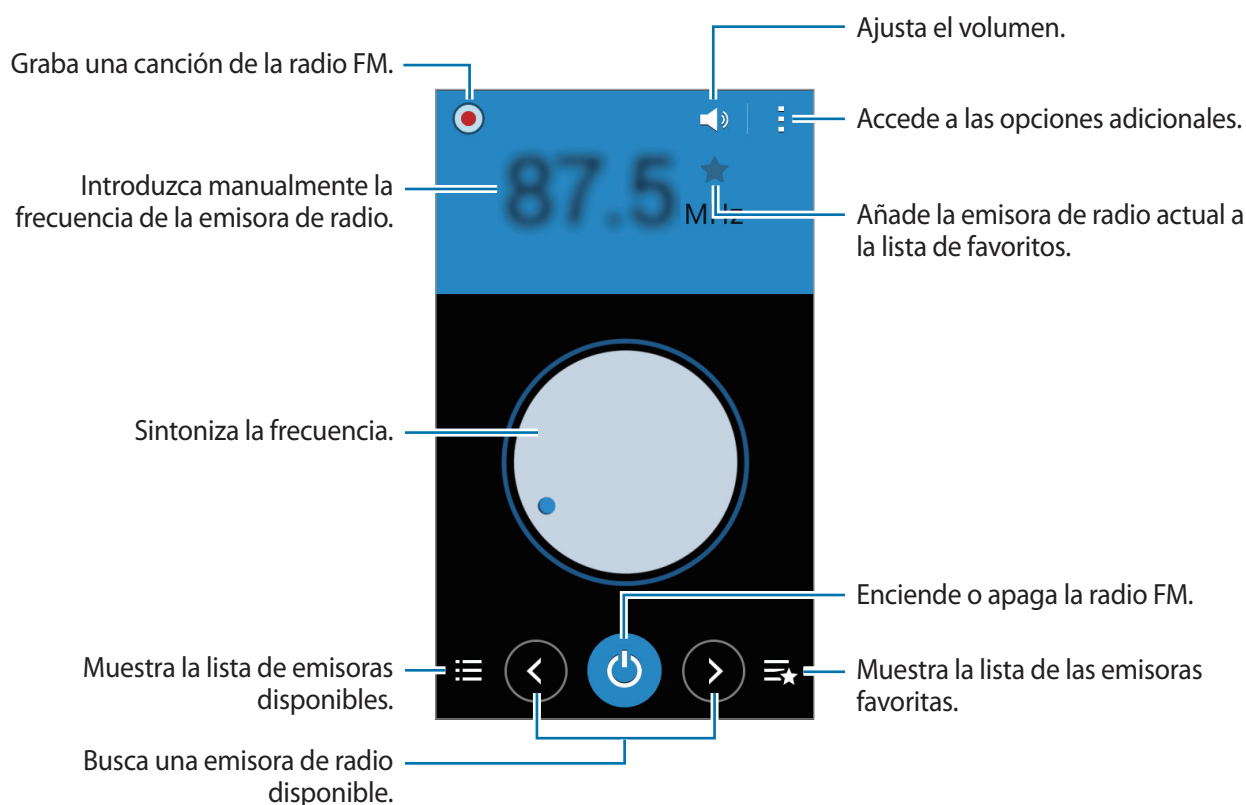 Ajusta el volumen.
Graba una canción de la radio FM.
Accede a las opciones adicionales.
87.5
MHz
Introduzca manualmente la
frecuencia de la emisora de radio.
Añade la emisora de radio actual a
la lista de favoritos.
Sintoniza la frecuencia.
Enciende o apaga la radio FM.
Muestra la lista de emisoras
disponibles.
Muestra la lista de las emisoras
favoritas.
Busca una emisora de radio
disponible.